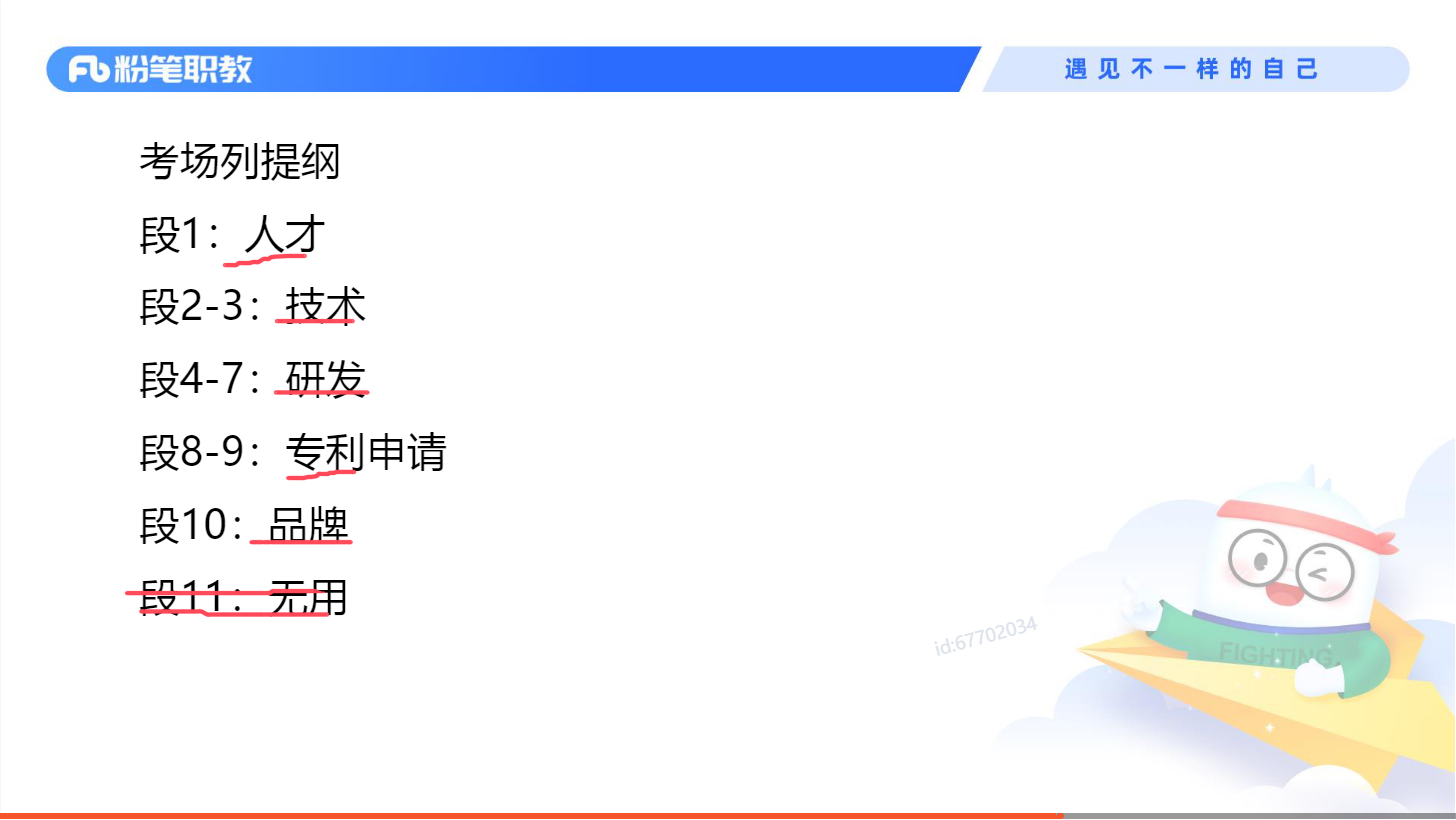 粉笔职教
遇见不一样的自己
考场列提纲
段1：人才
段2-3：技术
段4-7：研发
段8-9：专利申请
段10：品牌
段11：无用
id:67702034
FIGHTING